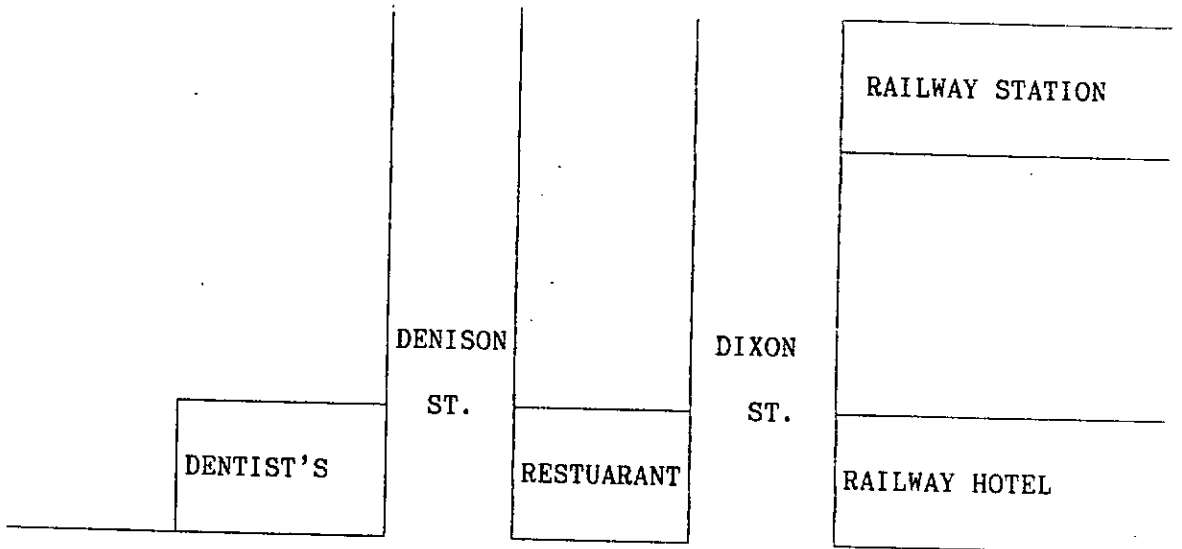 RAILWAY STATION
DENISON
ST.
DIXON
ST.
DENTIST'S
RESTUARANT
RAILWAY HOTEL